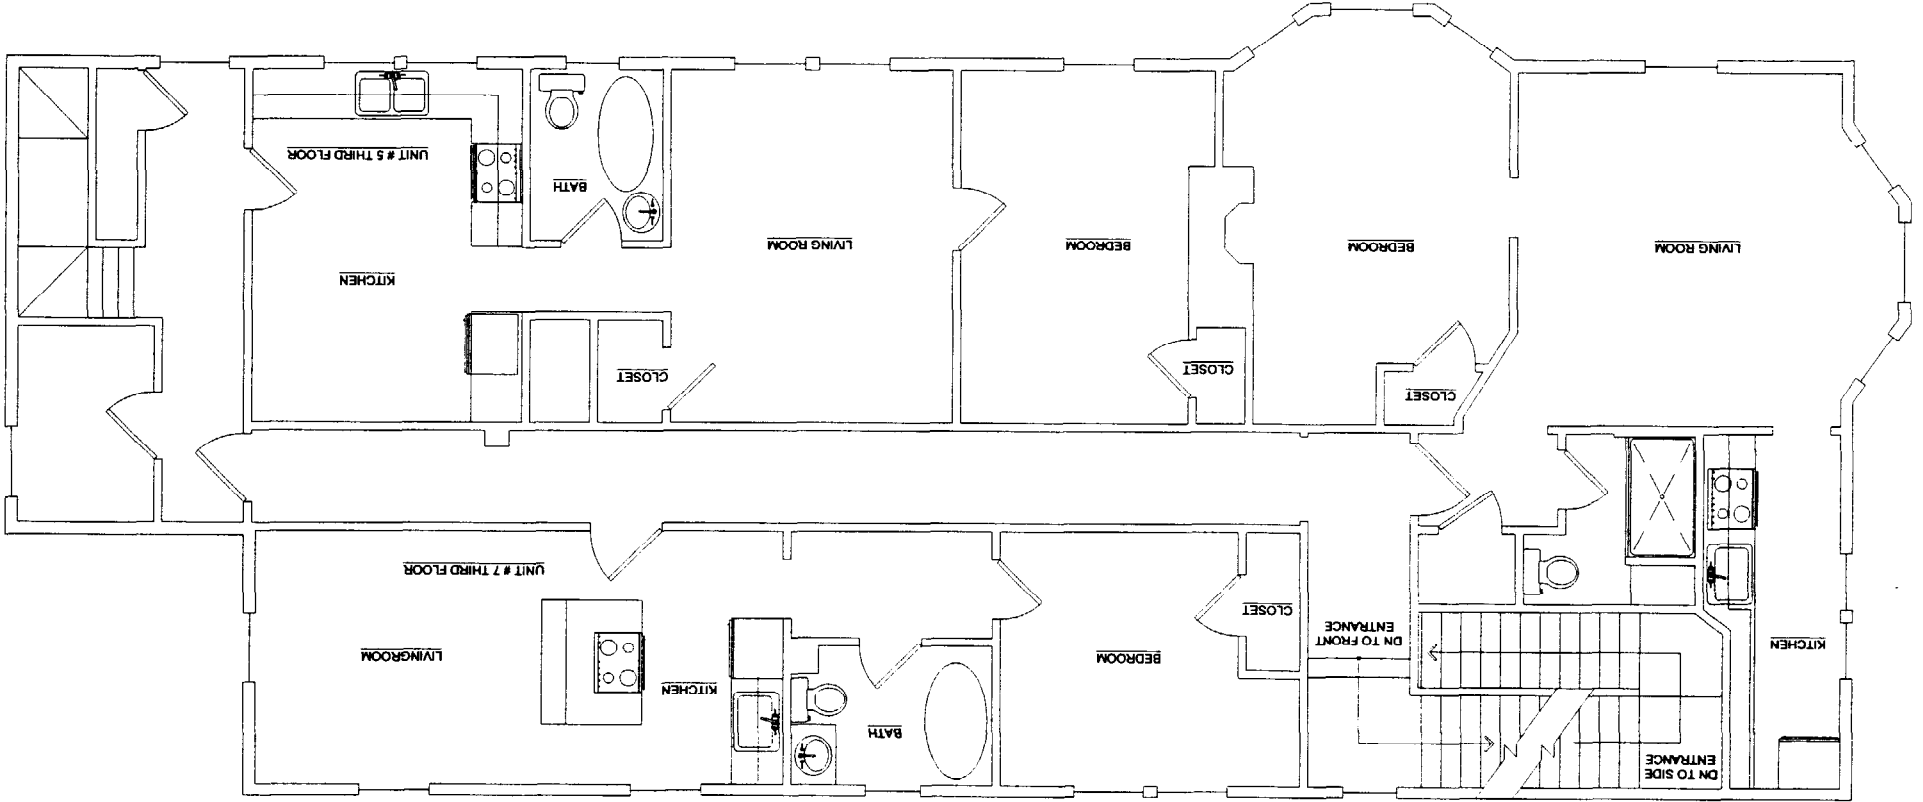 DN TO SIDE
ENTRANCE
BATH
KITCHEN
BEDROOM
LIVINGROOM
KITCHEN
DN TO FRONT
ENTRANCE
CLOSET
UNIT # 7 THIRD FLOOR
CLOSET
CLOSET
CLOSET
KITCHEN
LIVING ROOM
BEDROOM
BEDROOM
LIVING ROOM
BATH
UNIT # 5 THIRD FLOOR